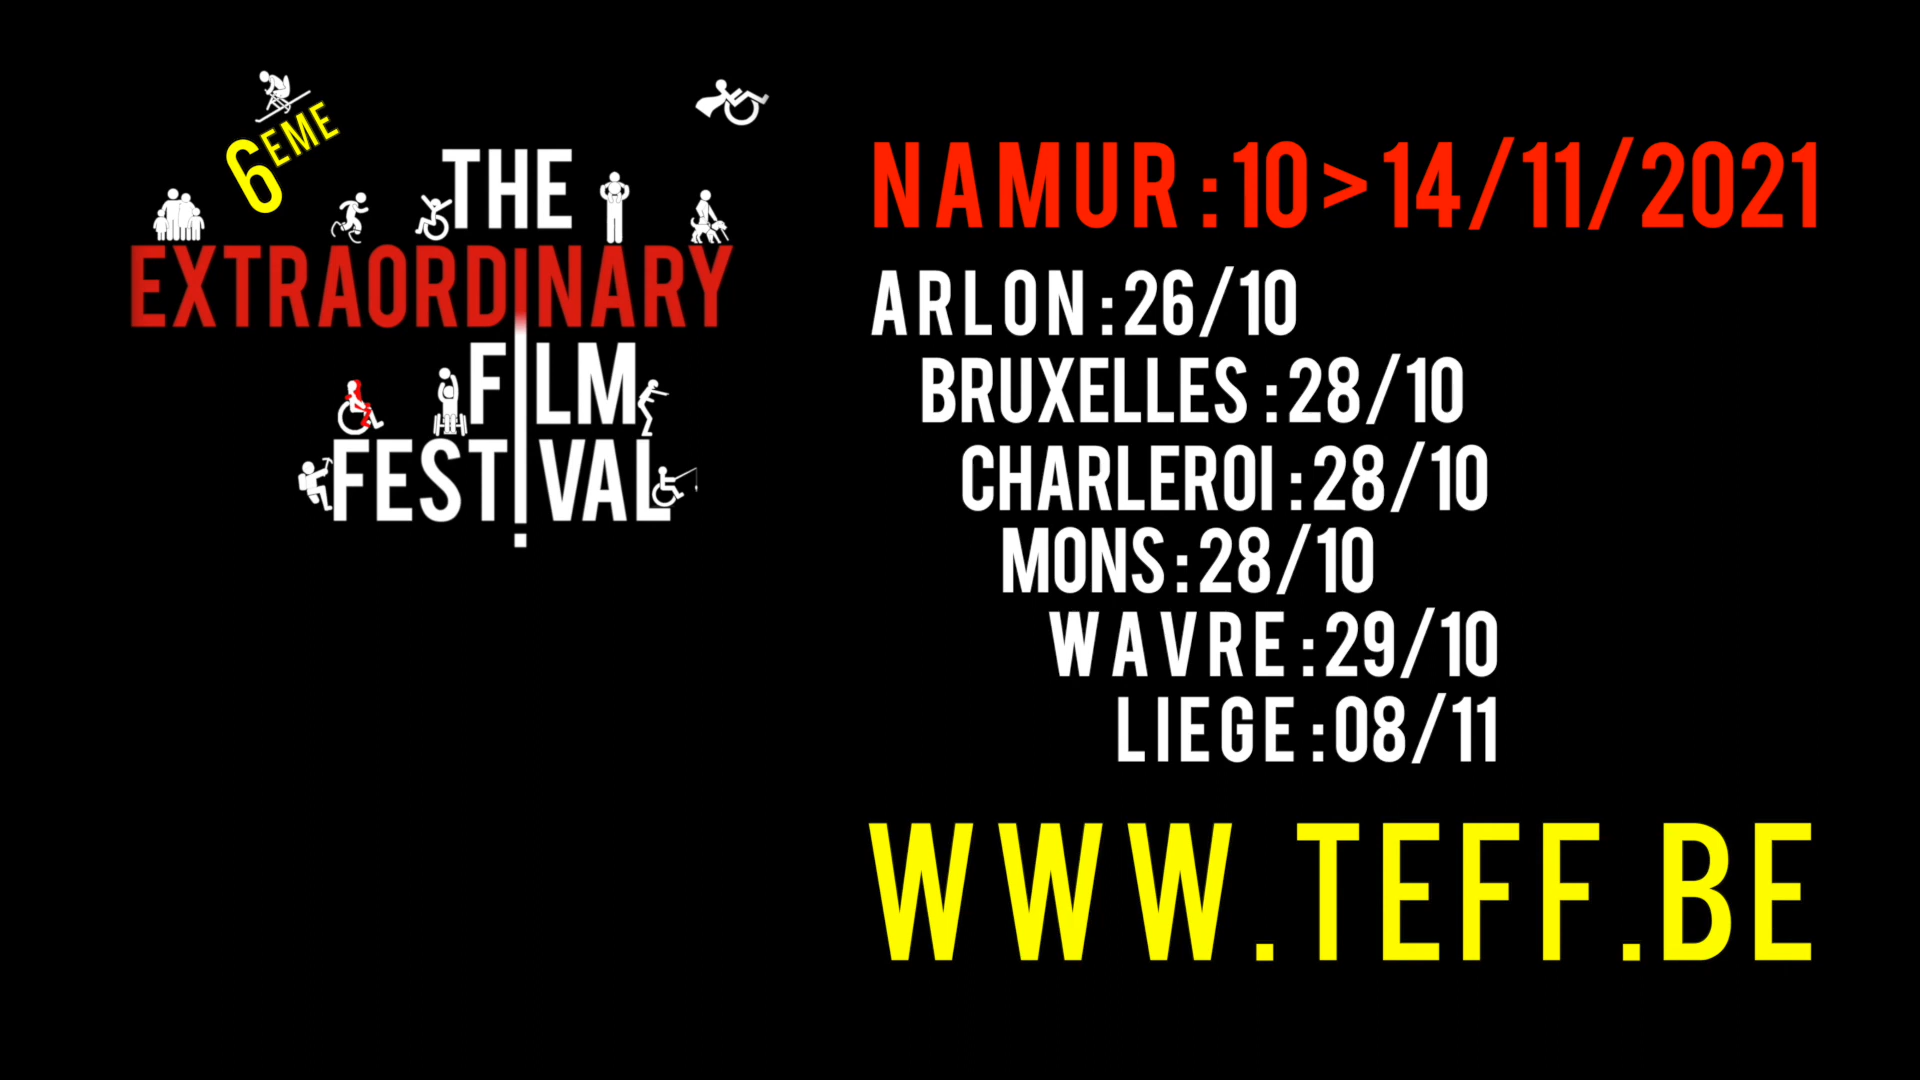 6EME
THE
EXTRAORDINARY
FILM
FESTIVAL
NAMUR : 10 > 14/11/2021
ARLON : 26/10
BRUXELLES : 28/10
CHARLEROI : 28/10
MONS : 28/10
WAVRE : 29/10
LIEGE : 08/11
WWW.TEFF.BE